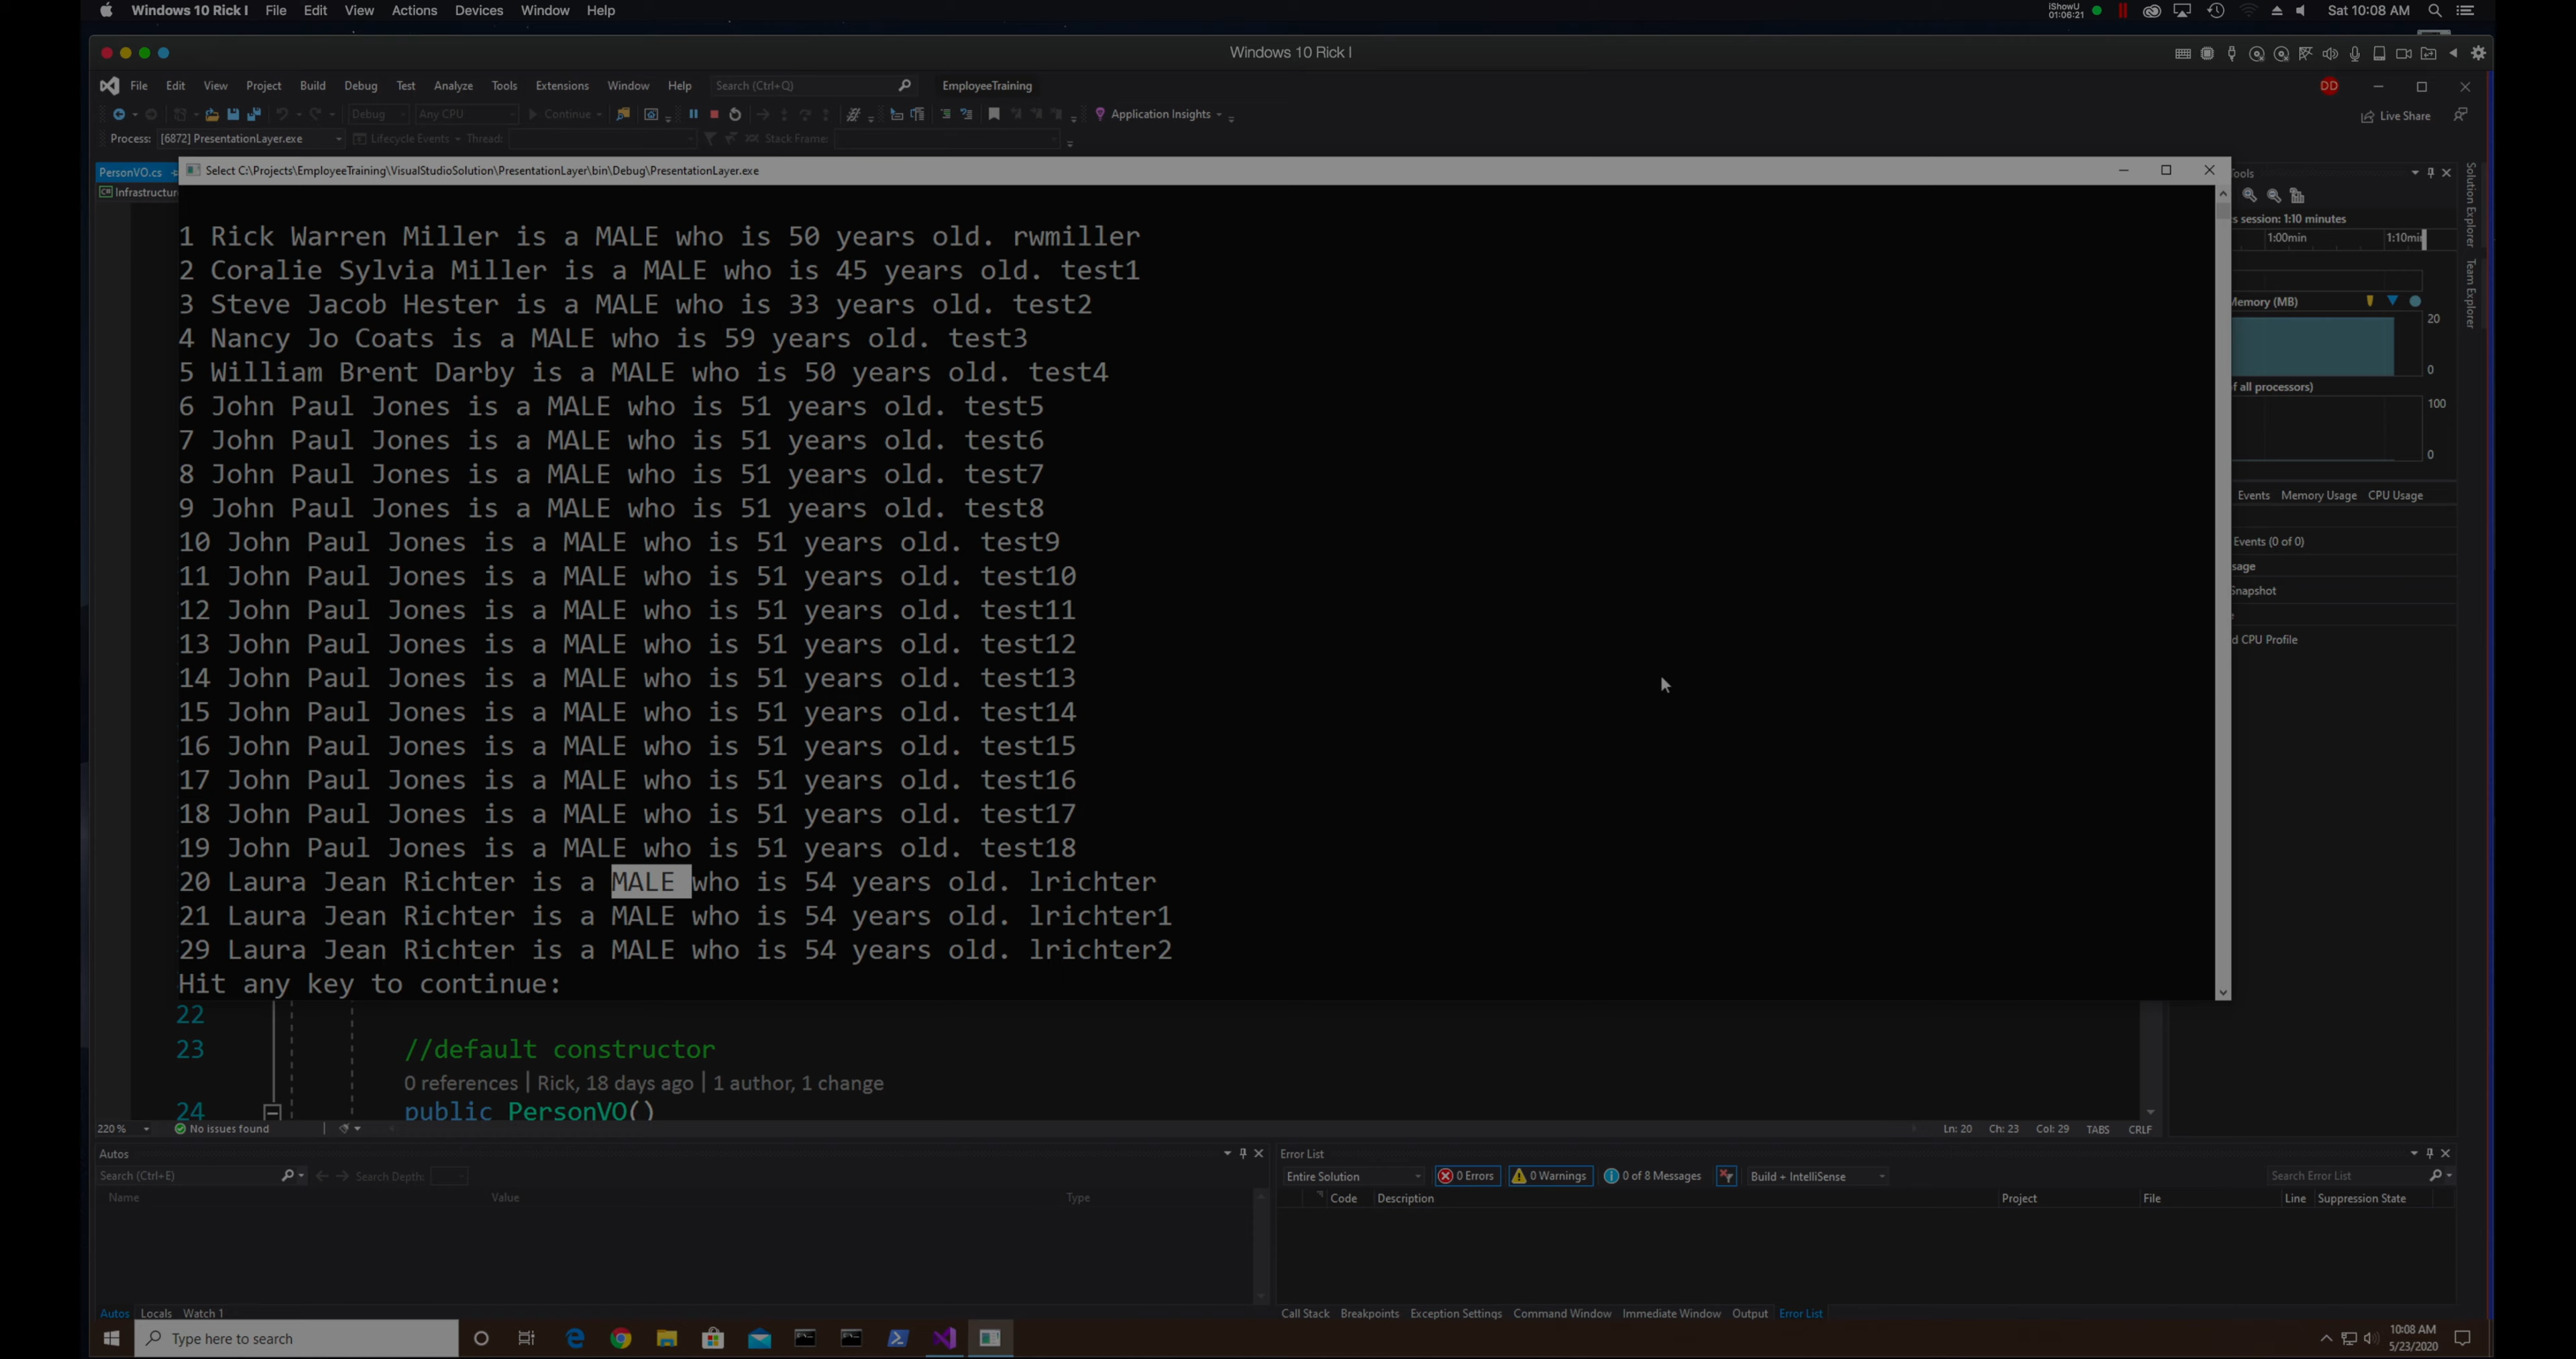 Windows 10 Rick I File Edit View Actions Devices Window Help
iShowU
01:06:21
Sat 10:08 AM
Windows 10 Rick I
File Edit View Project Build Debug Test Analyze Tools Extensions Window Help Search (Ctrl+Q) EmployeeTraining DD
Debug Any CPU Continue Application Insights Live Share
Process: [6872] PresentationLayer.exe Lifecycle Events Thread: Stack Frame:
PersonVO.cs
Select C:\Projects\EmployeeTraining\VisualStudioSolution\PresentationLayer\bin\Debug\PresentationLayer.exe
Tools
Solution Explorer
Team Explorer
s session: 1:10 minutes
1:00min 1:10min
Memory (MB)
20
0
f all processors)
100
0
Events Memory Usage CPU Usage
Events (0 of 0)
Snapshot
d CPU Profile
1 Rick Warren Miller is a MALE who is 50 years old. rwmiller
2 Coralie Sylvia Miller is a MALE who is 45 years old. test1
3 Steve Jacob Hester is a MALE who is 33 years old. test2
4 Nancy Jo Coats is a MALE who is 59 years old. test3
5 William Brent Darby is a MALE who is 50 years old. test4
6 John Paul Jones is a MALE who is 51 years old. test5
7 John Paul Jones is a MALE who is 51 years old. test6
8 John Paul Jones is a MALE who is 51 years old. test7
9 John Paul Jones is a MALE who is 51 years old. test8
10 John Paul Jones is a MALE who is 51 years old. test9
11 John Paul Jones is a MALE who is 51 years old. test10
12 John Paul Jones is a MALE who is 51 years old. test11
13 John Paul Jones is a MALE who is 51 years old. test12
14 John Paul Jones is a MALE who is 51 years old. test13
15 John Paul Jones is a MALE who is 51 years old. test14
16 John Paul Jones is a MALE who is 51 years old. test15
17 John Paul Jones is a MALE who is 51 years old. test16
18 John Paul Jones is a MALE who is 51 years old. test17
19 John Paul Jones is a MALE who is 51 years old. test18
20 Laura Jean Richter is a MALE who is 54 years old. lrichter
21 Laura Jean Richter is a MALE who is 54 years old. lrichter1
29 Laura Jean Richter is a MALE who is 54 years old. lrichter2
Hit any key to continue:
22
23 //default constructor
0 references | Rick, 18 days ago | 1 author, 1 change
24 public PersonVO()
220 % No issues found Ln: 20 Ch: 23 Col: 29 TABS CRLF
Autos
Search (Ctrl+E) Search Depth:
Name Value Type
Autos Locals Watch 1
Error List
Entire Solution 0 Errors 0 Warnings 0 of 8 Messages Build + IntelliSense Search Error List
Code Description Project File Line Suppression State
Call Stack Breakpoints Exception Settings Command Window Immediate Window Output Error List
Type here to search
10:08 AM
5/23/2020